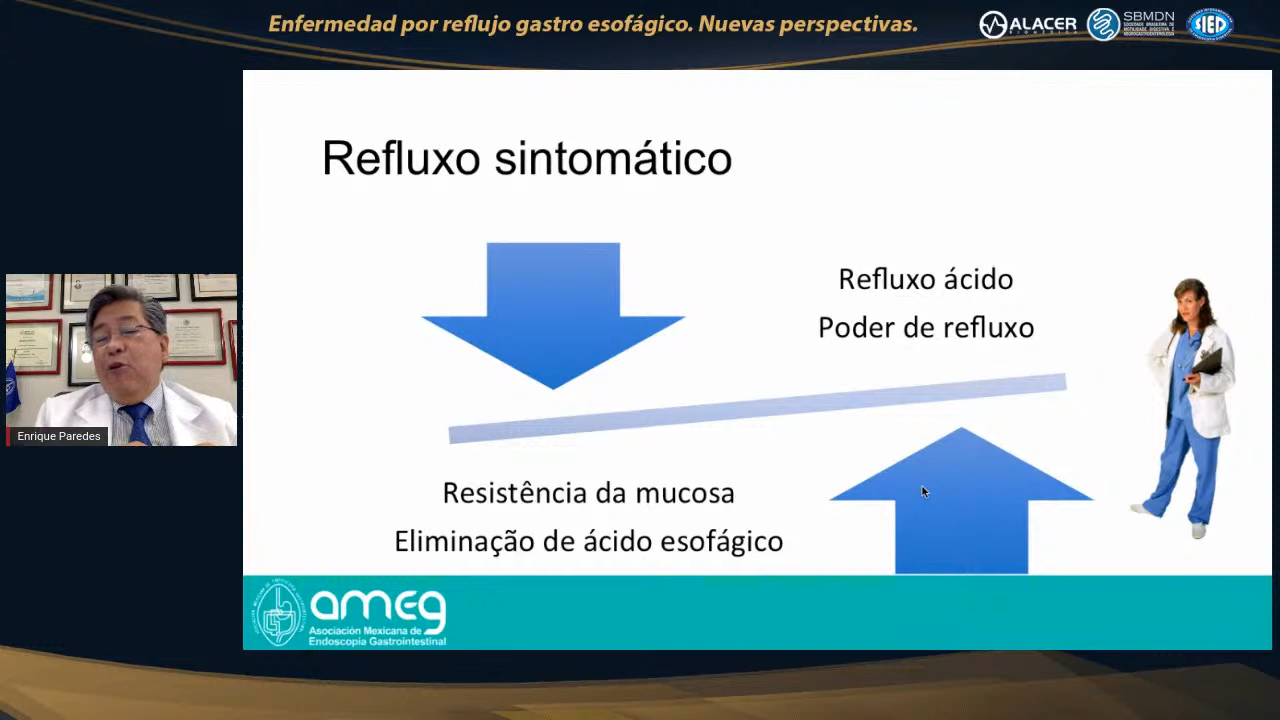 Enfermedad por reflujo gastro esofágico. Nuevas perspectivas.
ALACER
BIOMÉDICA
SBMDN
SIED
Refluxo sintomático
Refluxo ácido
Poder de refluxo
Enrique Paredes
Resistência da mucosa
Eliminação de ácido esofágico
ameg
Asociación Mexicana de
Endoscopia Gastrointestinal